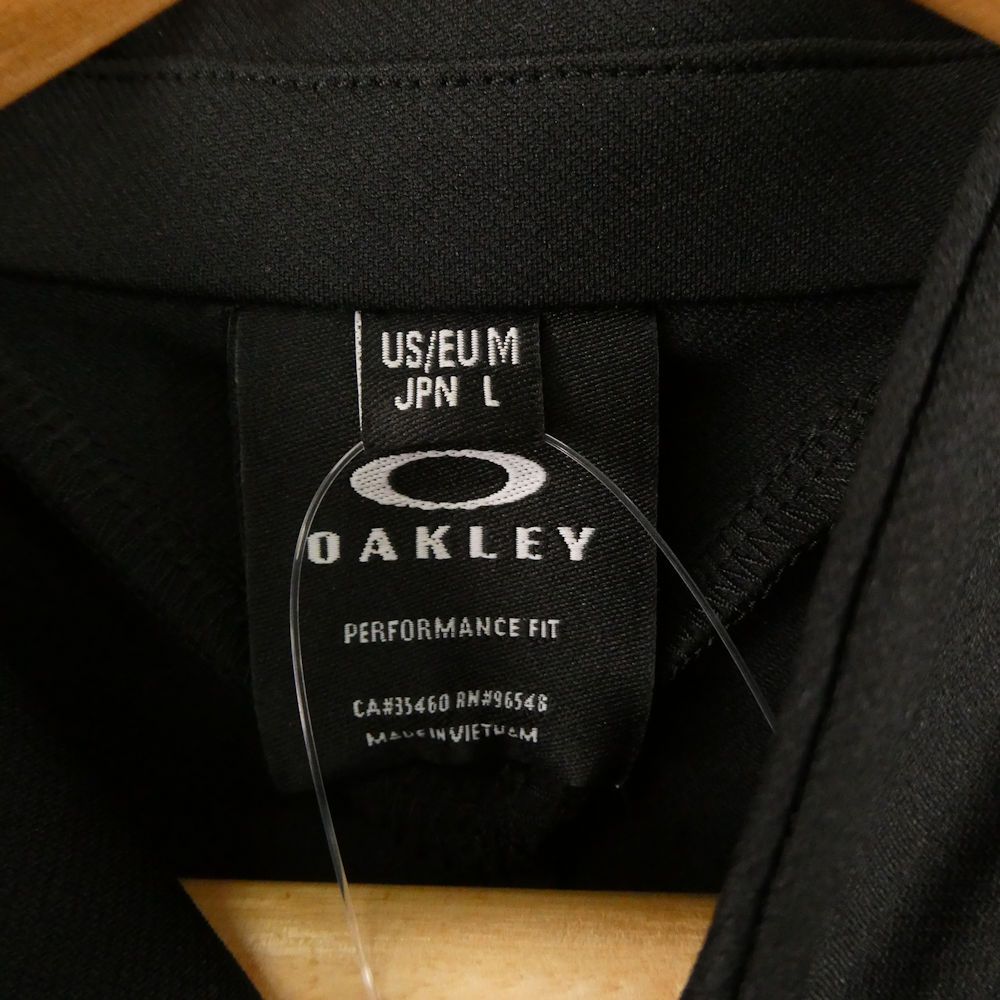 US/EU M
JPN L
OAKLEY
PERFORMANCE FIT
CA#35460 RN#96548
MADE IN VIETNAM